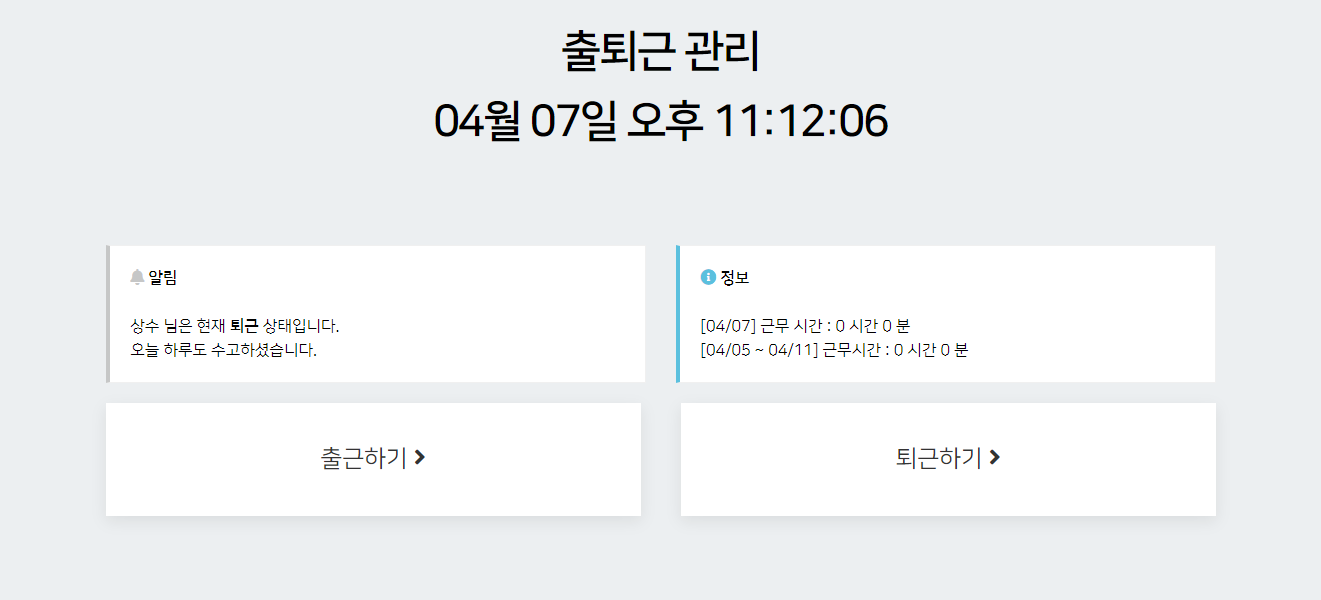 출퇴근 관리
04월 07일 오후 11:12:06
알림
상수 님은 현재 퇴근 상태입니다.
오늘 하루도 수고하셨습니다.
정보
[04/07] 근무 시간 : 0 시간 0 분
[04/05 ~ 04/11] 근무시간 : 0 시간 0 분
출근하기
퇴근하기